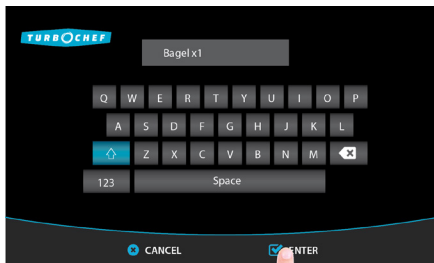 TURBOCHEF
Bagel x1
Q W E R T Y U I O P
A S D F G H J K L
Z X C V B N M
123 Space
CANCEL ENTER